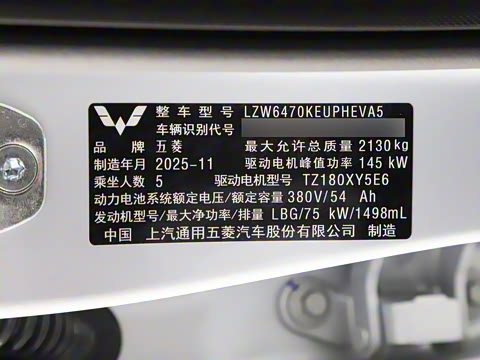 整车型号 LZW6470KEUPHEVA5
车辆识别代号
品牌 五菱 最大允许总质量 2130kg
制造年月 2025-11 驱动电机峰值功率 145 kW
乘坐人数 5 驱动电机型号 TZ180XY5E6
动力电池系统额定电压/额定容量 380V/54 Ah
发动机型号/最大净功率/排量 LBG/75 kW/1498mL
中国 上汽通用五菱汽车股份有限公司 制造